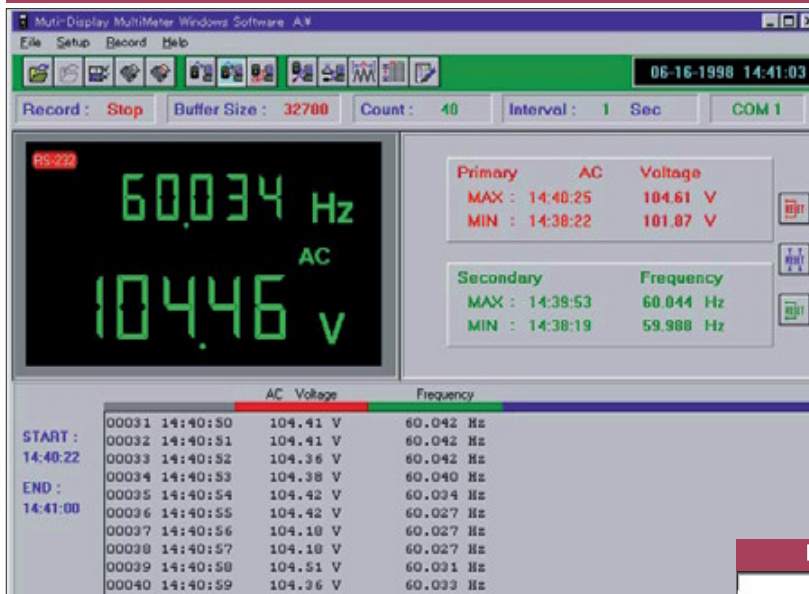 Muti-Display MultiMeter Windows Software A.¥
File Setup Record Help
06-16-1998 14:41:03
Record : Stop Buffer Size : 32700 Count : 40 Interval : 1 Sec COM 1
RS-232
60.034 Hz
AC
104.46 V
Primary AC Voltage
MAX : 14:40:25 104.61 V
MIN : 14:38:22 101.87 V
RESET
Secondary Frequency
MAX : 14:39:53 60.044 Hz
MIN : 14:38:19 59.988 Hz
RESET
RESET
AC Voltage Frequency
START :
14:40:22
END :
14:41:00
00031 14:40:50 104.41 V 60.042 Hz
00032 14:40:51 104.41 V 60.042 Hz
00033 14:40:52 104.36 V 60.042 Hz
00034 14:40:53 104.38 V 60.040 Hz
00035 14:40:54 104.42 V 60.034 Hz
00036 14:40:55 104.42 V 60.027 Hz
00037 14:40:56 104.18 V 60.027 Hz
00038 14:40:57 104.18 V 60.027 Hz
00039 14:40:58 104.51 V 60.031 Hz
00040 14:40:59 104.36 V 60.033 Hz